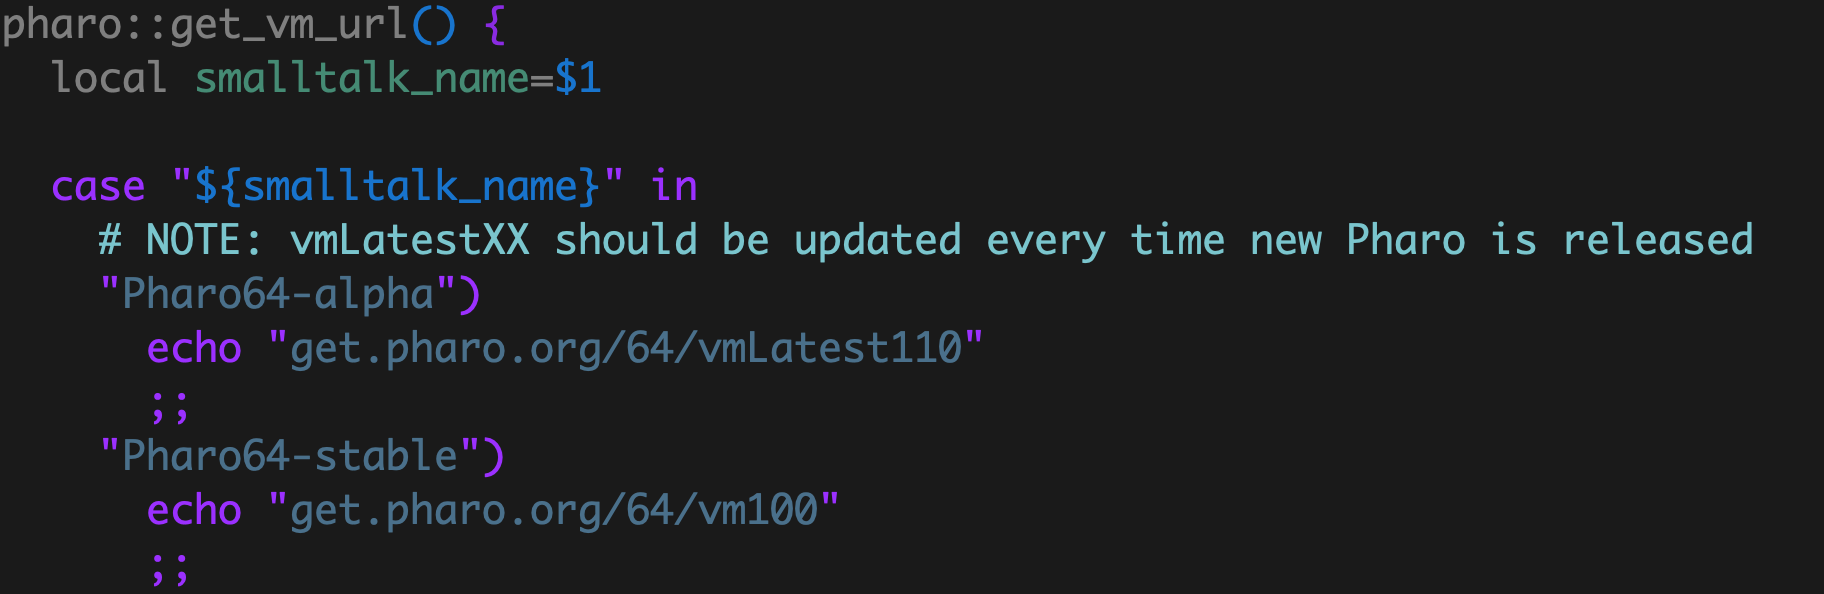 pharo::get_vm_url() {
  local smalltalk_name=$1

  case "${smalltalk_name}" in
    # NOTE: vmLatestXX should be updated every time new Pharo is released
    "Pharo64-alpha")
      echo "get.pharo.org/64/vmLatest110"
      ;;
    "Pharo64-stable")
      echo "get.pharo.org/64/vm100"
      ;;